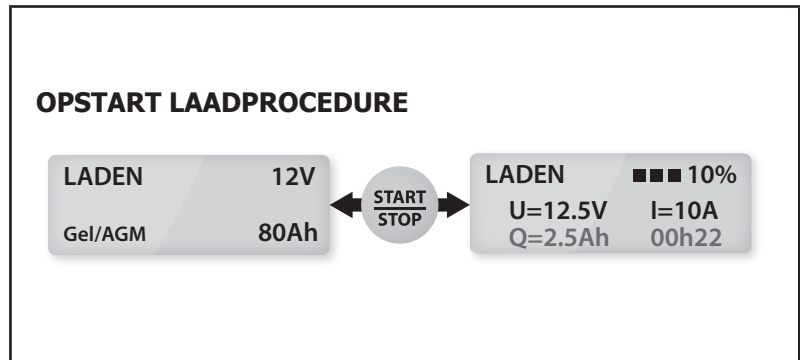 OPSTART LAADPROCEDURE
LADEN 12V
Gel/AGM 80Ah
START
STOP
LADEN ■■■ 10%
U=12.5V I=10A
Q=2.5Ah 00h22